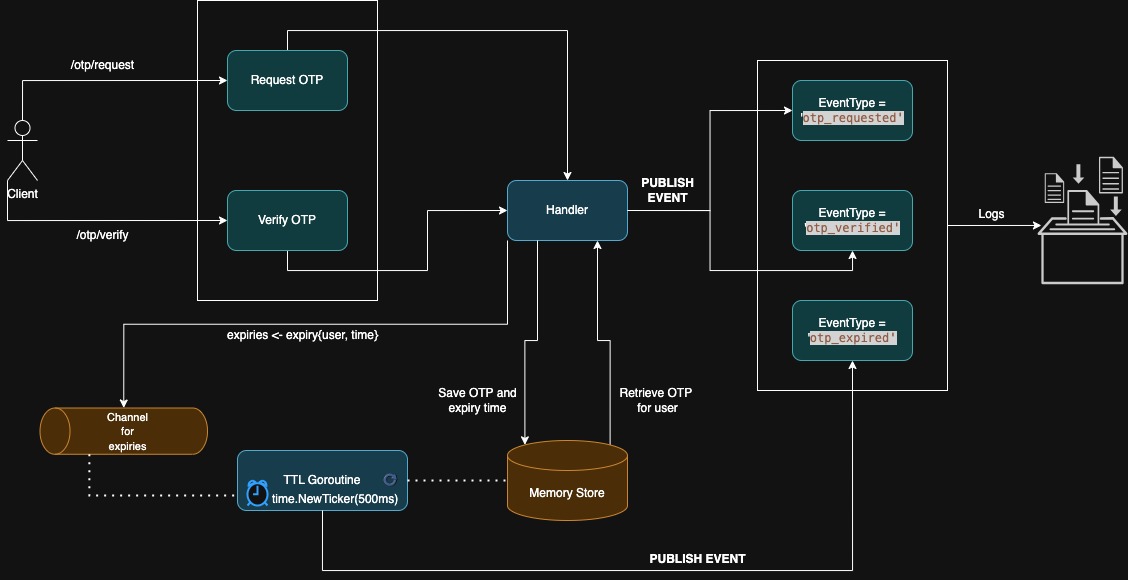 /otp/request
Request OTP
Client
Verify OTP
/otp/verify
Handler
PUBLISH
EVENT
EventType =
'otp_requested'
EventType =
'otp_verified'
EventType =
'otp_expired'
Logs
expiries <- expiry{user, time}
Save OTP and
expiry time
Retrieve OTP
for user
Channel
for
expiries
TTL Goroutine
time.NewTicker(500ms)
Memory Store
PUBLISH EVENT